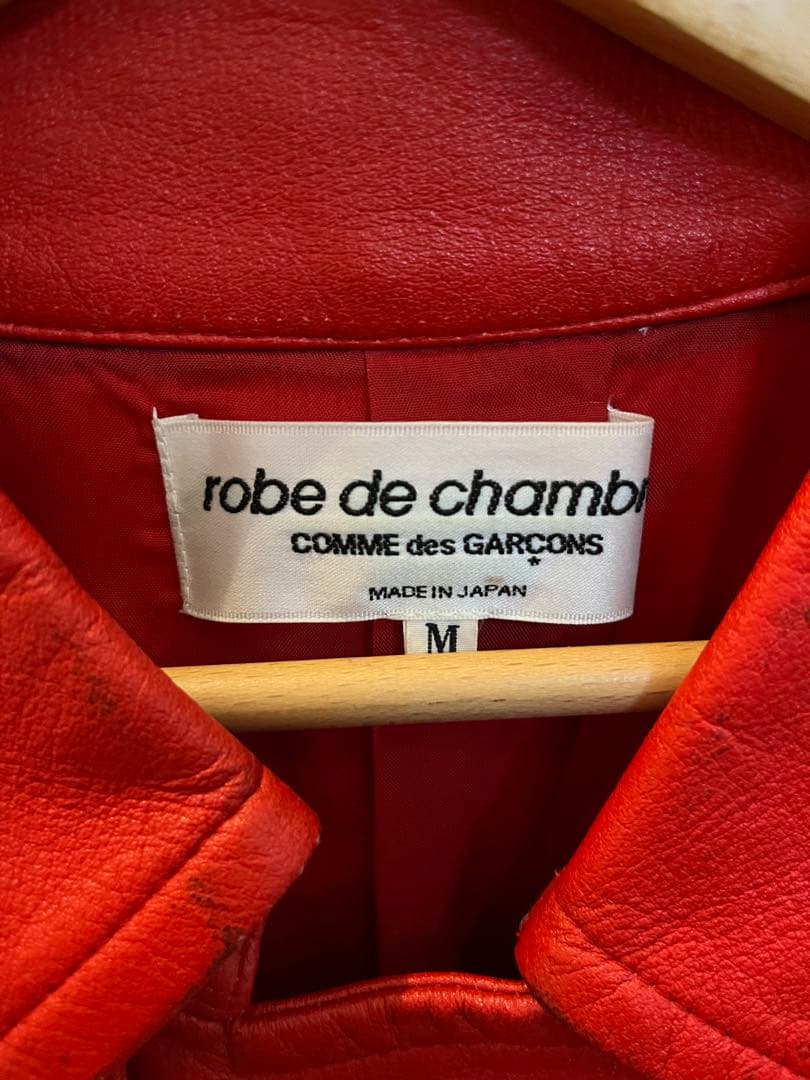 robe de chambr
COMME des GARÇONS
*
MADE IN JAPAN
M